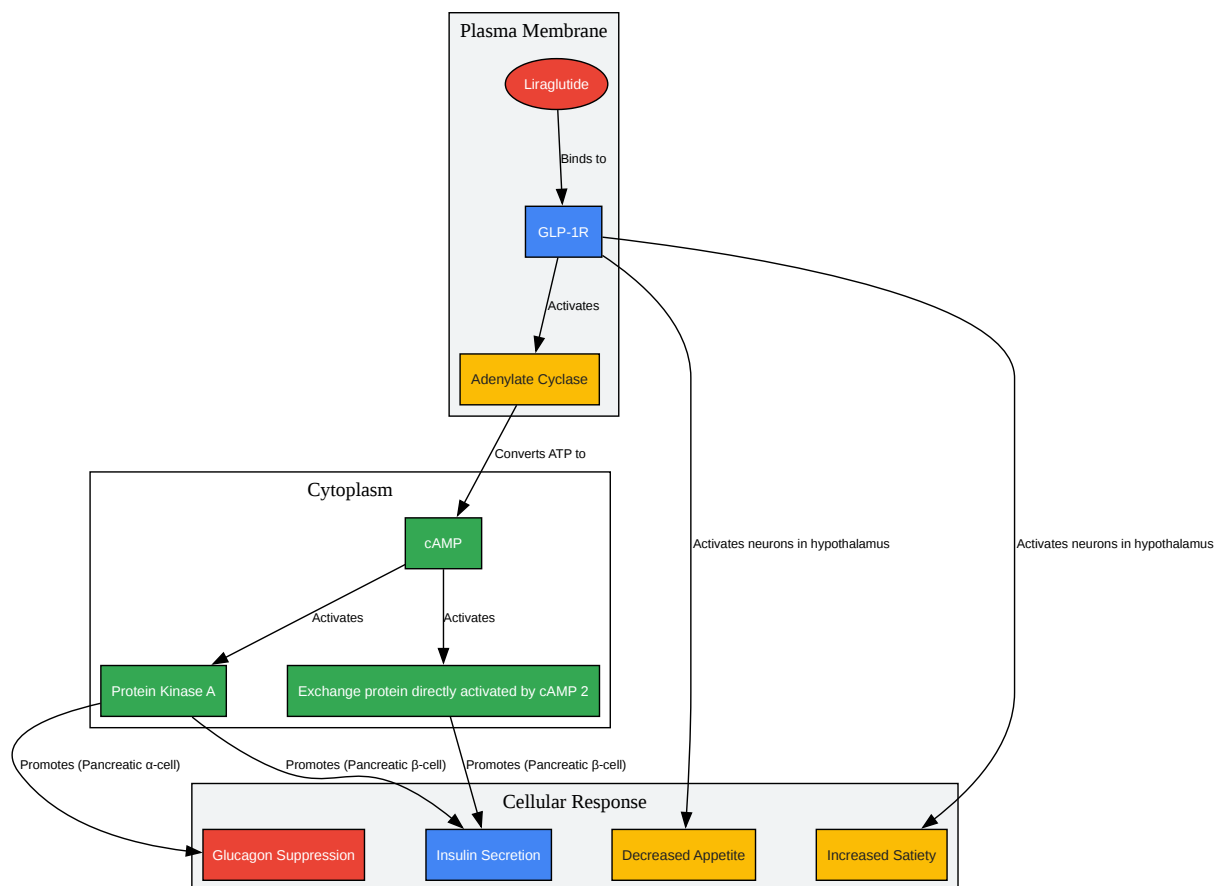 Plasma Membrane
Liraglutide
Binds to
GLP-1R
Activates
Adenylate Cyclase
Converts ATP to
Cytoplasm
cAMP
Activates neurons in hypothalamus
Activates neurons in hypothalamus
Activates
Activates
Protein Kinase A
Exchange protein directly activated by cAMP 2
Promotes (Pancreatic α-cell)
Promotes (Pancreatic β-cell)
Promotes (Pancreatic β-cell)
Cellular Response
Glucagon Suppression
Insulin Secretion
Decreased Appetite
Increased Satiety